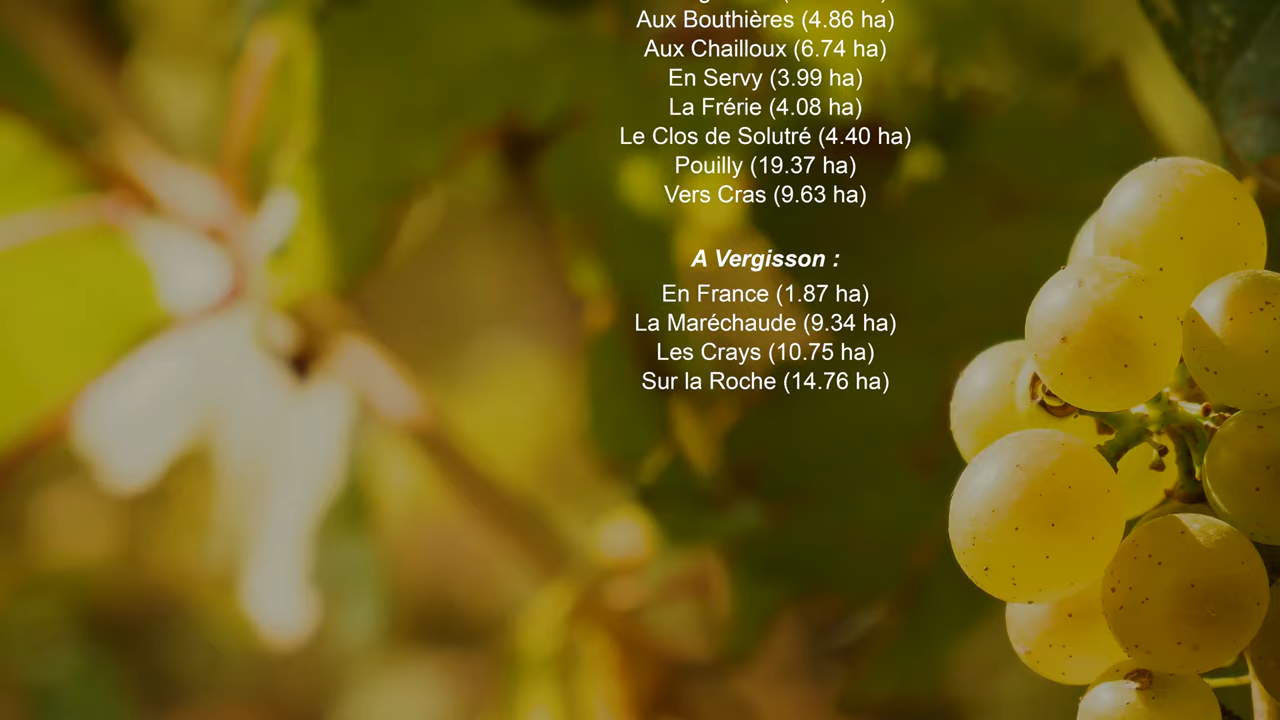 Aux Bouthières (4.86 ha)
Aux Chailloux (6.74 ha)
En Servy (3.99 ha)
La Frérie (4.08 ha)
Le Clos de Solutré (4.40 ha)
Pouilly (19.37 ha)
Vers Cras (9.63 ha)
A Vergisson :
En France (1.87 ha)
La Maréchaude (9.34 ha)
Les Crays (10.75 ha)
Sur la Roche (14.76 ha)